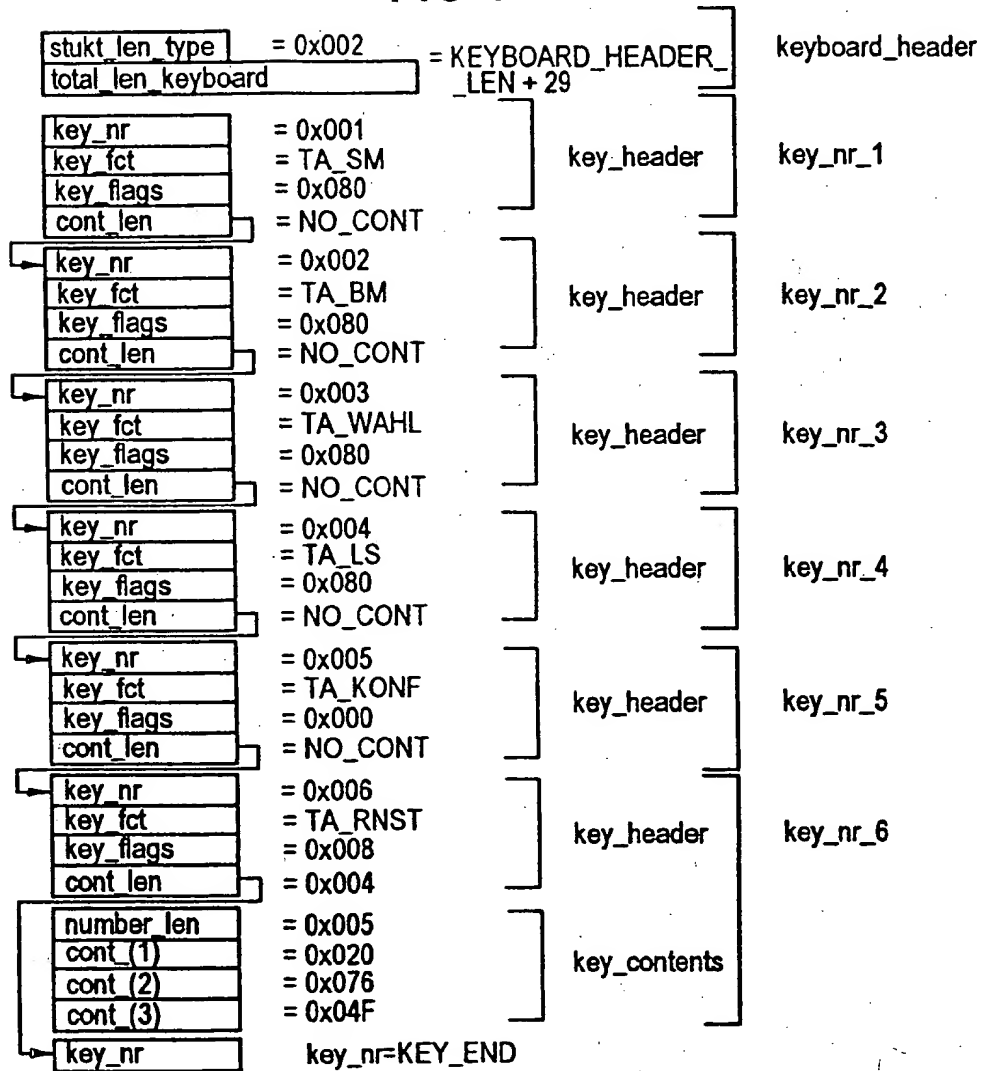 stukt_len_type = 0x002 keyboard_header
total_len_keyboard = KEYBOARD_HEADER_
_LEN + 29
key_nr = 0x001
key_fct = TA_SM key_header key_nr_1
key_flags = 0x080
cont_len = NO_CONT
key_nr = 0x002
key_fct = TA_BM key_header key_nr_2
key_flags = 0x080
cont_len = NO_CONT
key_nr = 0x003
key_fct = TA_WAHL key_header key_nr_3
key_flags = 0x080
cont_len = NO_CONT
key_nr = 0x004
key_fct = TA_LS key_header key_nr_4
key_flags = 0x080
cont_len = NO_CONT
key_nr = 0x005
key_fct = TA_KONF key_header key_nr_5
key_flags = 0x000
cont_len = NO_CONT
key_nr = 0x006
key_fct = TA_RNST key_header key_nr_6
key_flags = 0x008
cont_len = 0x004
number_len = 0x005
cont_(1) = 0x020 key_contents
cont_(2) = 0x076
cont_(3) = 0x04F
key_nr key_nr=KEY_END